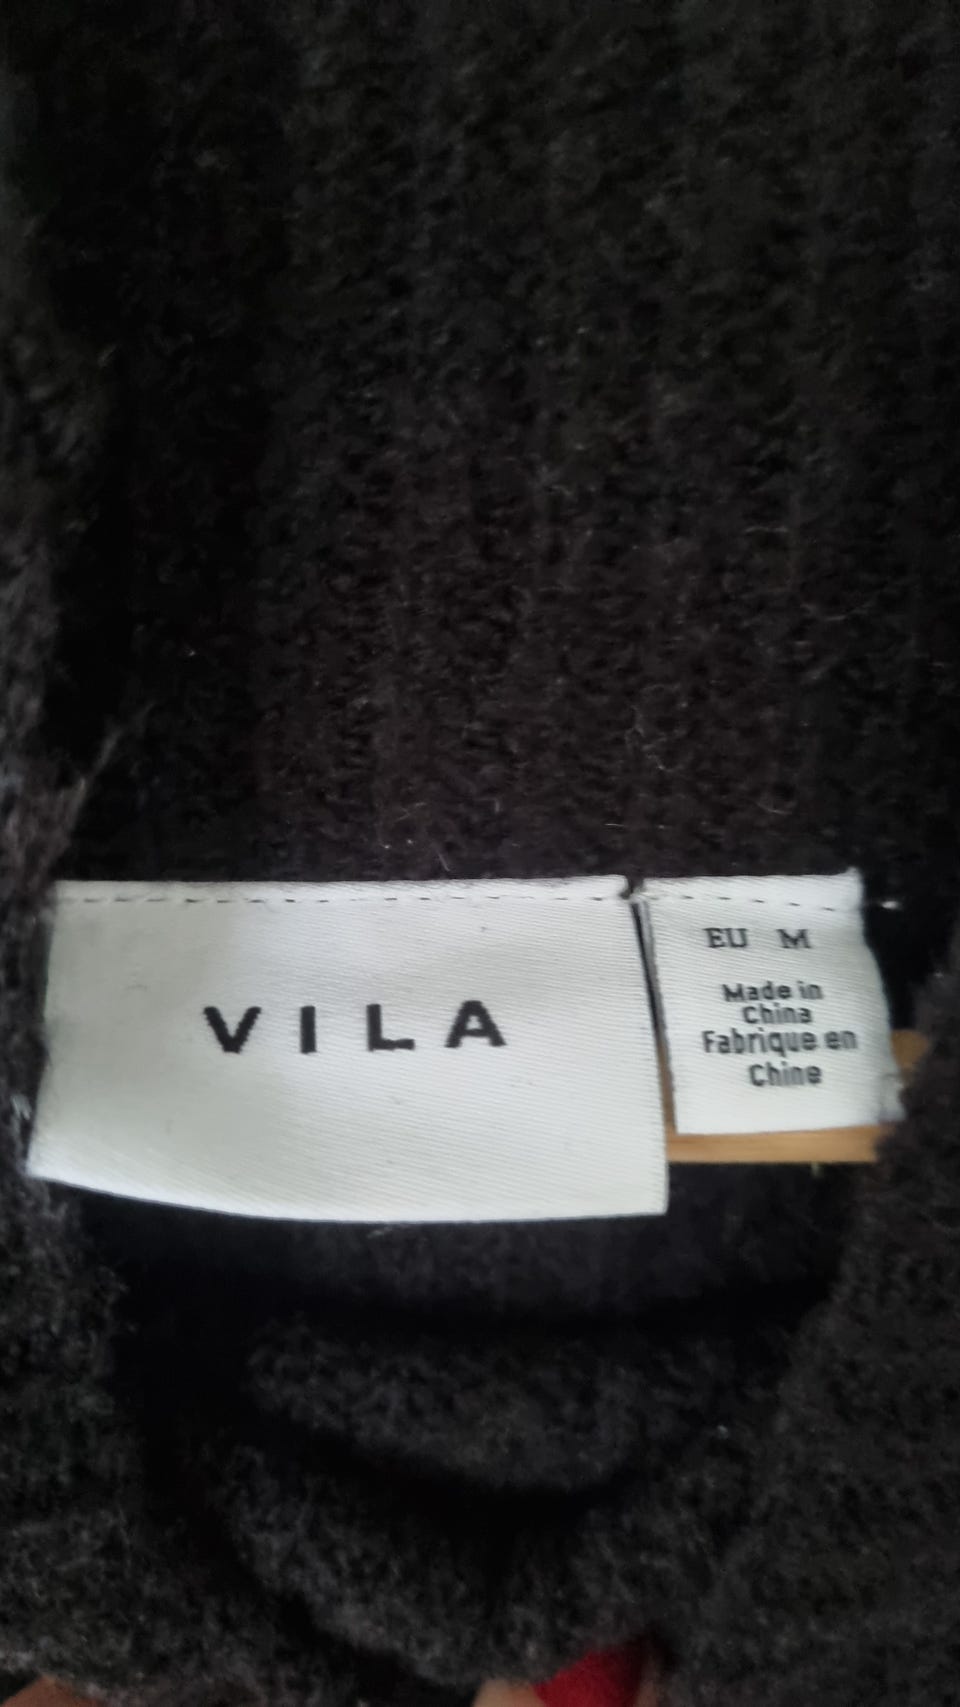 VILA
EU M
Made in
China
Fabrique en
Chine